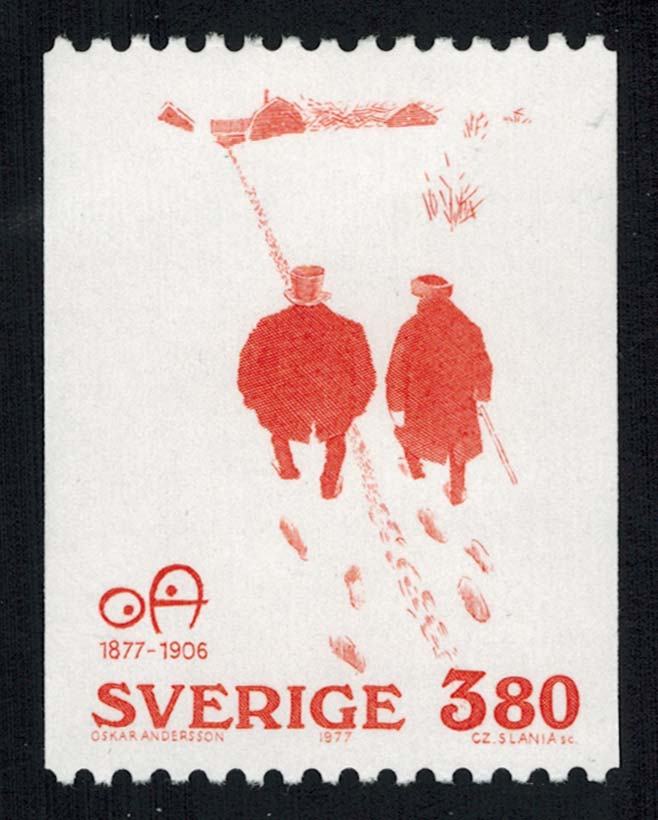 OA
1877-1906
SVERIGE 380
OSKAR ANDERSSON 1977 CZ. SLANIA sc.